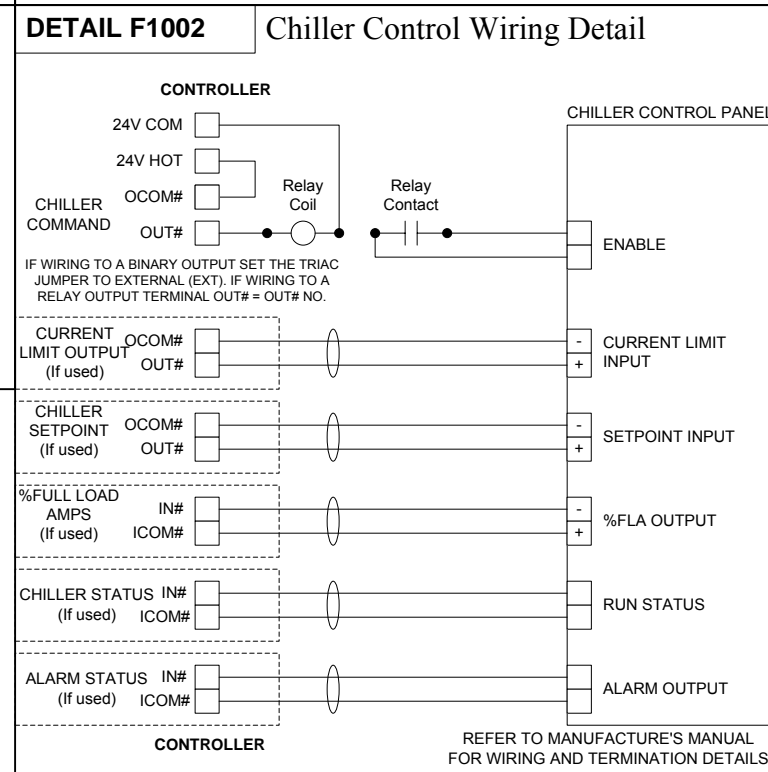 DETAIL F1002
Chiller Control Wiring Detail
CONTROLLER
CHILLER CONTROL PANEL
24V COM
24V HOT
OCOM#
CHILLER
COMMAND
OUT#
Relay
Coil
Relay
Contact
ENABLE
IF WIRING TO A BINARY OUTPUT SET THE TRIAC
JUMPER TO EXTERNAL (EXT). IF WIRING TO A
RELAY OUTPUT TERMINAL OUT# = OUT# NO.
CURRENT
LIMIT OUTPUT
(If used)
OCOM#
OUT#
-
+
CURRENT LIMIT
INPUT
CHILLER
SETPOINT
(If used)
OCOM#
OUT#
-
+
SETPOINT INPUT
%FULL LOAD
AMPS
(If used)
IN#
ICOM#
-
+
%FLA OUTPUT
CHILLER STATUS
(If used)
IN#
ICOM#
RUN STATUS
ALARM STATUS
(If used)
IN#
ICOM#
ALARM OUTPUT
CONTROLLER
REFER TO MANUFACTURE'S MANUAL
FOR WIRING AND TERMINATION DETAILS